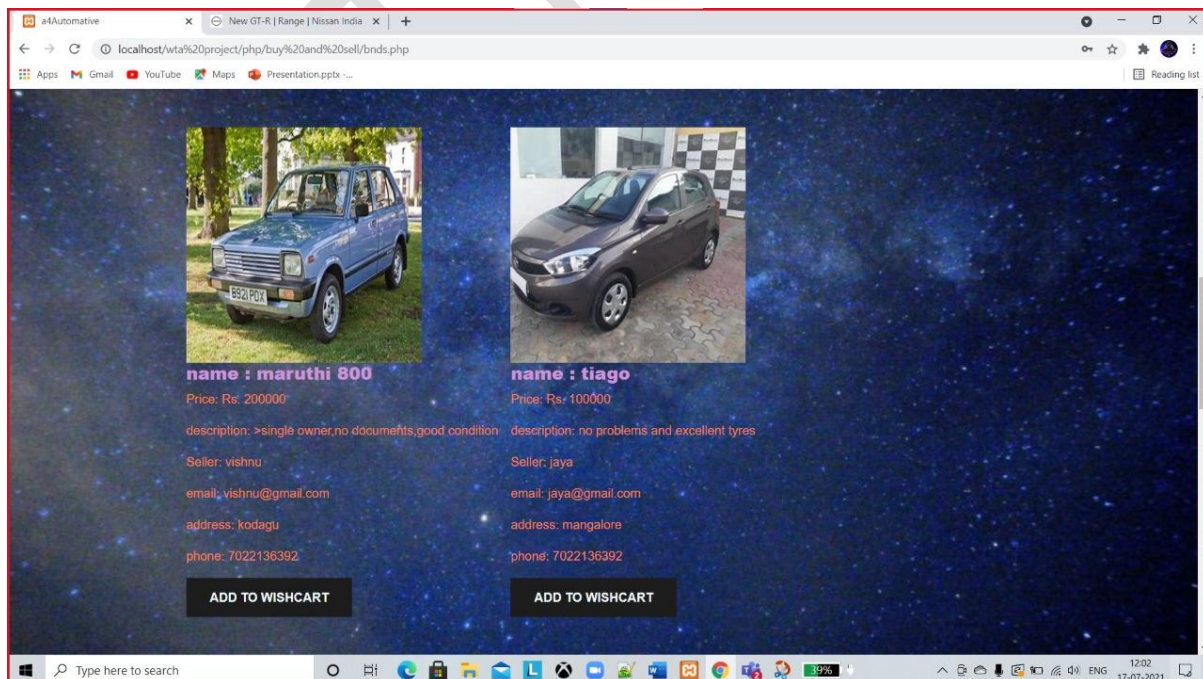 a4Automative
New GT-R | Range | Nissan India
localhost/wta%20project/php/buy%20and%20sell/bnds.php
Apps Gmail YouTube Maps Presentation.pptx -... Reading list
B921 PDX
name : maruthi 800
Price: Rs. 200000
description: >single owner,no documents,good condition
Seller: vishnu
email: vishnu@gmail.com
address: kodagu
phone: 7022136392
ADD TO WISHCART
name : tiago
Price: Rs. 100000
description: no problems and excellent tyres
Seller: jaya
email: jaya@gmail.com
address: mangalore
phone: 7022136392
ADD TO WISHCART
Type here to search
39%
ENG
12:02
17-07-2021